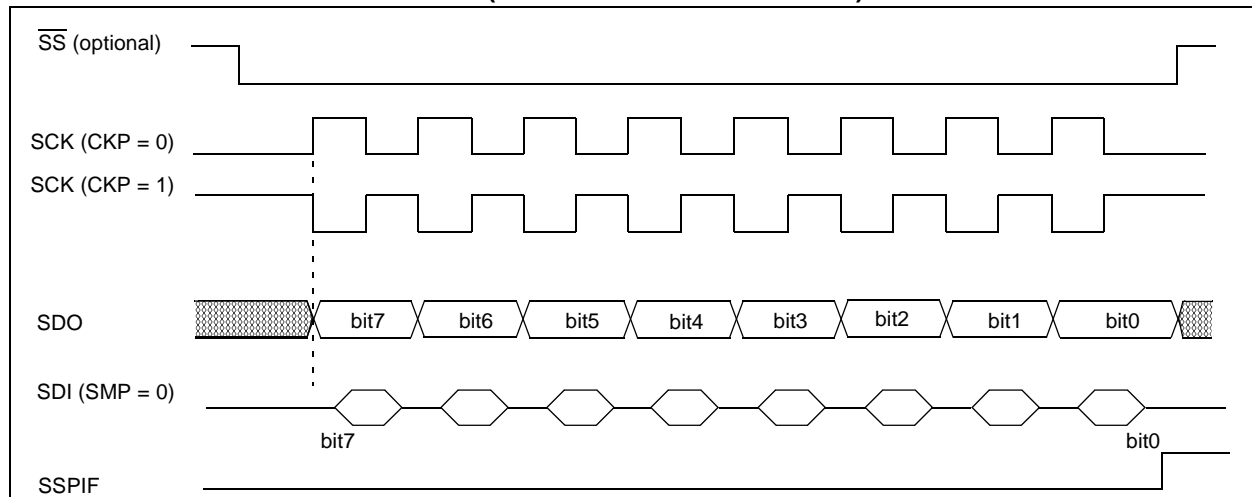 SS (optional)
SCK (CKP = 0)
SCK (CKP = 1)
SDO
bit7 bit6 bit5 bit4 bit3 bit2 bit1 bit0
SDI (SMP = 0)
bit7 bit0
SSPIF